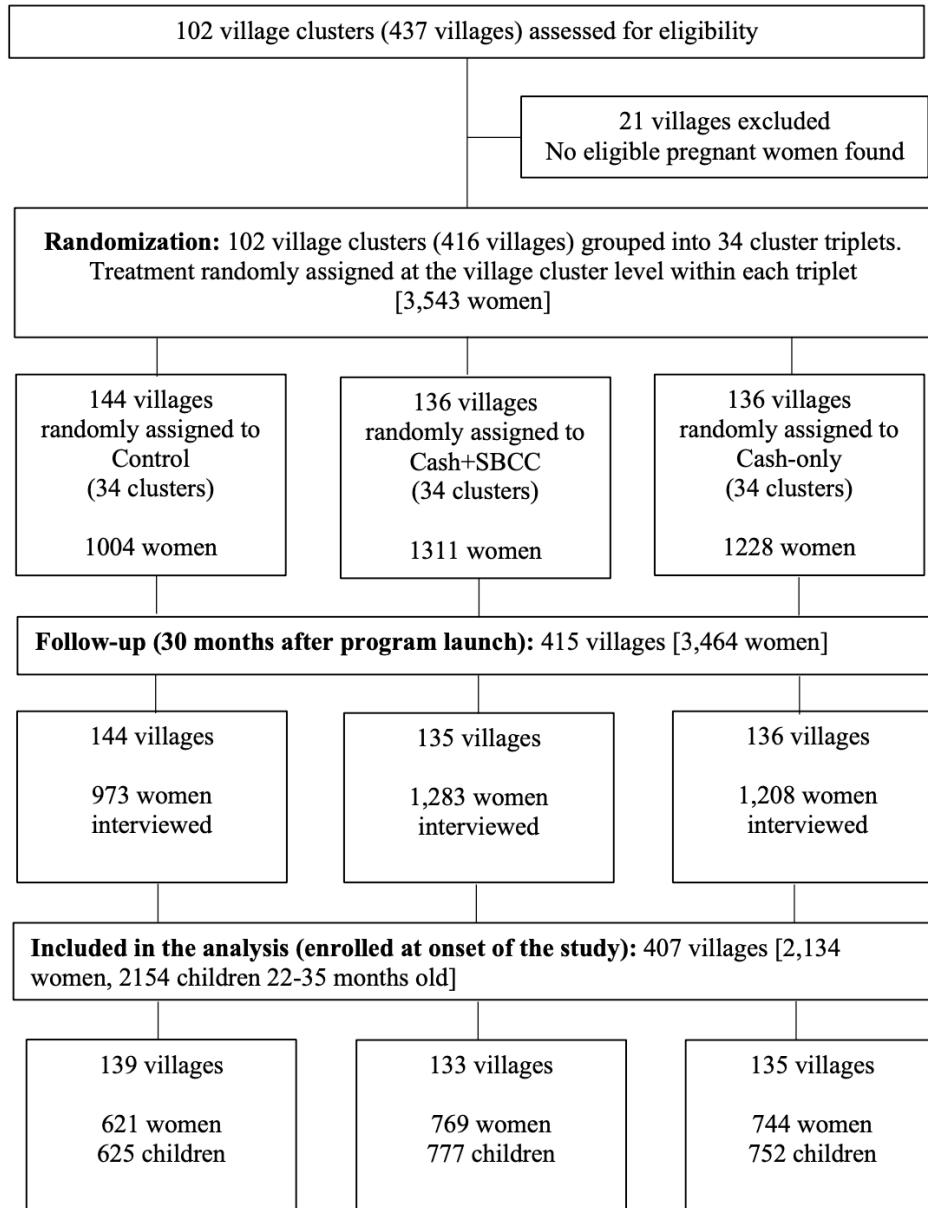 102 village clusters (437 villages) assessed for eligibility
21 villages excluded
No eligible pregnant women found
Randomization: 102 village clusters (416 villages) grouped into 34 cluster triplets.
Treatment randomly assigned at the village cluster level within each triplet
[3,543 women]
144 villages
randomly assigned to
Control
(34 clusters)
1004 women
136 villages
randomly assigned to
Cash+SBCC
(34 clusters)
1311 women
136 villages
randomly assigned to
Cash-only
(34 clusters)
1228 women
Follow-up (30 months after program launch): 415 villages [3,464 women]
144 villages
973 women
interviewed
135 villages
1,283 women
interviewed
136 villages
1,208 women
interviewed
Included in the analysis (enrolled at onset of the study): 407 villages [2,134
women, 2154 children 22-35 months old]
139 villages
621 women
625 children
133 villages
769 women
777 children
135 villages
744 women
752 children